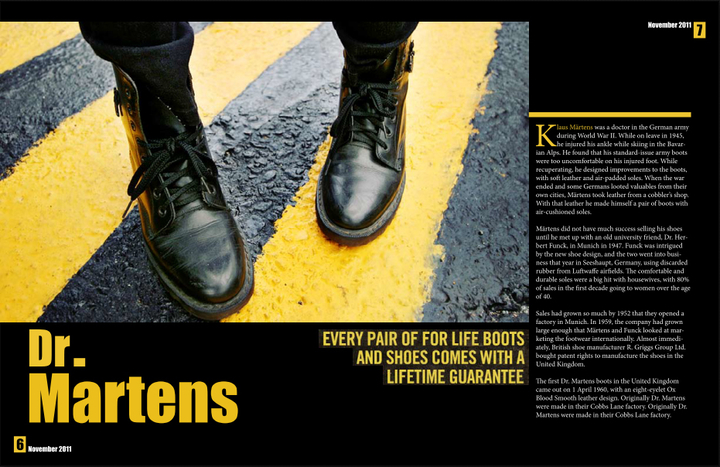 November 2011 7
Klaus Märtens was a doctor in the German army
during World War II. While on leave in 1945,
he injured his ankle while skiing in the Bavar-
ian Alps. He found that his standard-issue army boots
were too uncomfortable on his injured foot. While
recuperating, he designed improvements to the boots,
with soft leather and air-padded soles. When the war
ended and some Germans looted valuables from their
own cities, Märtens took leather from a cobbler's shop.
With that leather he made himself a pair of boots with
air-cushioned soles.
Märtens did not have much success selling his shoes
until he met up with an old university friend, Dr. Her-
bert Funck, in Munich in 1947. Funck was intrigued
by the new shoe design, and the two went into busi-
ness that year in Seeshaupt, Germany, using discarded
rubber from Luftwaffe airfields. The comfortable and
durable soles were a big hit with housewives, with 80%
of sales in the first decade going to women over the age
of 40.
Sales had grown so much by 1952 that they opened a
factory in Munich. In 1959, the company had grown
large enough that Märtens and Funck looked at mar-
keting the footwear internationally. Almost immedi-
ately, British shoe manufacturer R. Griggs Group Ltd.
bought patent rights to manufacture the shoes in the
United Kingdom.
The first Dr. Martens boots in the United Kingdom
came out on 1 April 1960, with an eight-eyelet Ox
Blood Smooth leather design. Originally Dr. Martens
were made in their Cobbs Lane factory. Originally Dr.
Martens were made in their Cobbs Lane factory.
Dr.
Martens
EVERY PAIR OF FOR LIFE BOOTS
AND SHOES COMES WITH A
LIFETIME GUARANTEE
6 November 2011